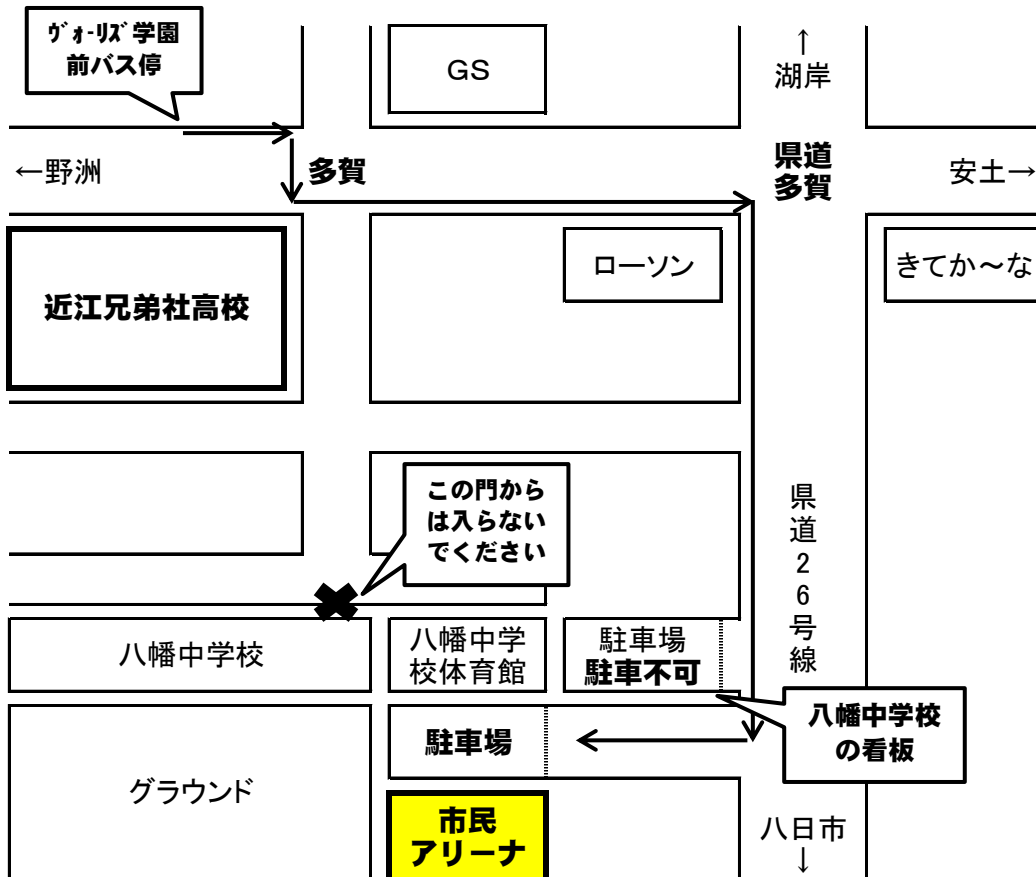 ヴォーリズ学園
前バス停
GS
↑
湖岸
←野洲
多賀
県道
多賀
安土→
近江兄弟社高校
ローソン
きてか～な
この門から
は入らない
でください
県道26号線
八幡中学校
八幡中学
校体育館
駐車場
駐車不可
八幡中学校
の看板
駐車場
グラウンド
市民
アリーナ
八日市
↓